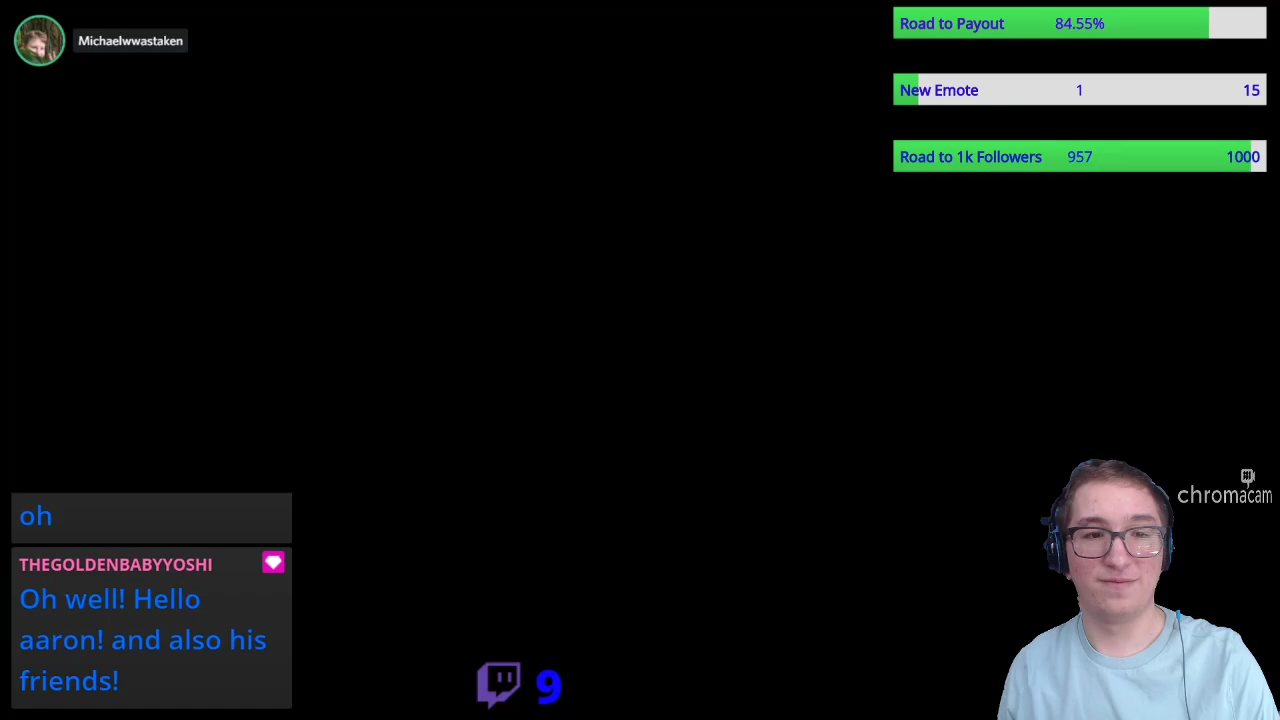 Michaelwwastaken
Road to Payout 84.55%
New Emote 1 15
Road to 1k Followers 957 1000
chromacam
oh
THEGOLDENBABYYOSHI
Oh well! Hello
aaron! and also his
friends!
9